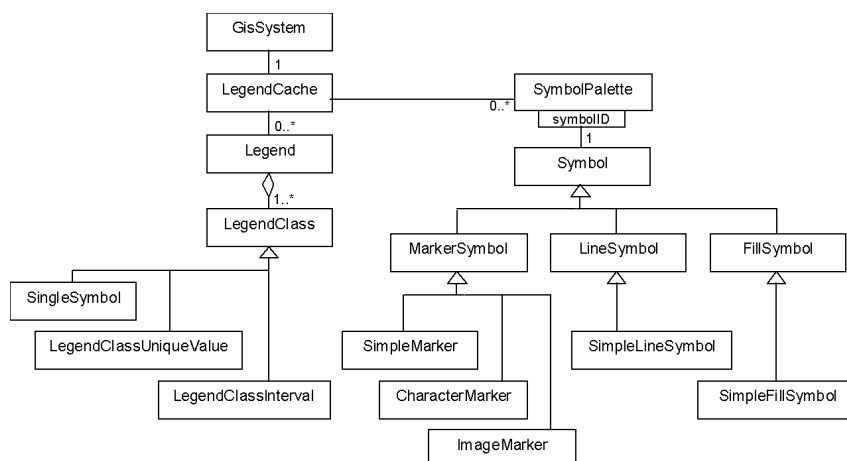 GisSystem
1
LegendCache
SymbolPalette
0..*
symbolID
0..*
1
Legend
Symbol
1..*
LegendClass
MarkerSymbol
LineSymbol
FillSymbol
SingleSymbol
LegendClassUniqueValue
SimpleMarker
SimpleLineSymbol
LegendClassInterval
CharacterMarker
SimpleFillSymbol
ImageMarker